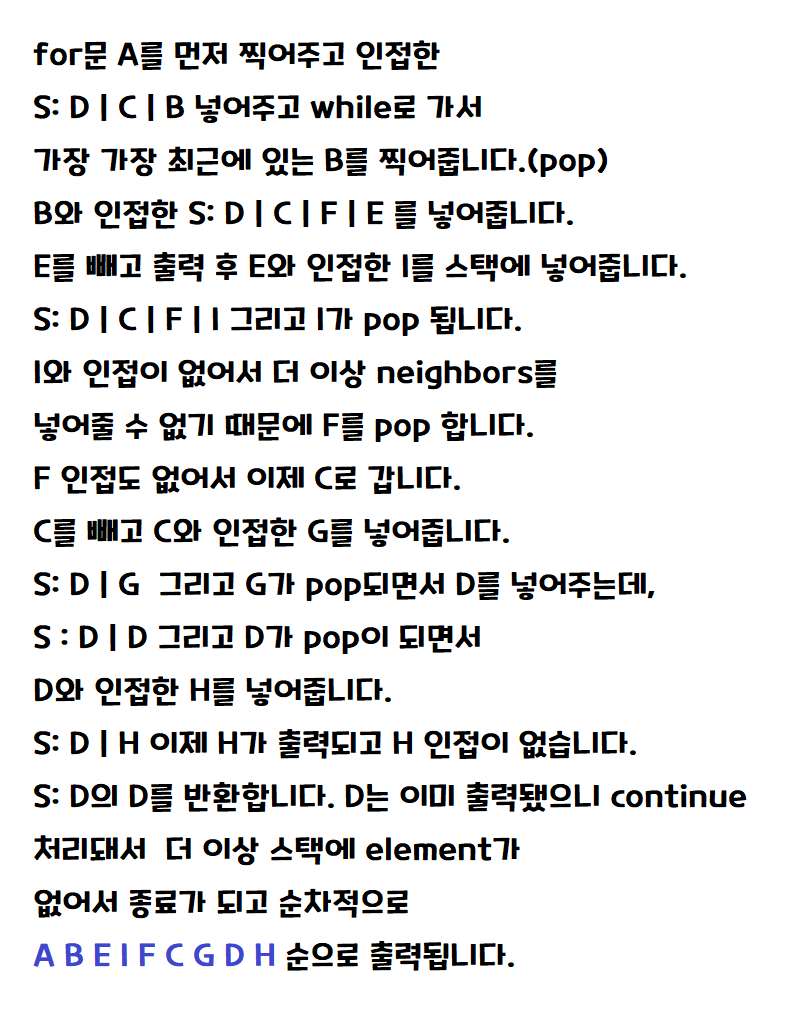 for문 A를 먼저 찍어주고 인접한
S: D | C | B 넣어주고 while로 가서
가장 가장 최근에 있는 B를 찍어줍니다.(pop)
B와 인접한 S: D | C | F | E 를 넣어줍니다.
E를 빼고 출력 후 E와 인접한 I를 스택에 넣어줍니다.
S: D | C | F | I 그리고 I가 pop 됩니다.
I와 인접이 없어서 더 이상 neighbors를
넣어줄 수 없기 때문에 F를 pop 합니다.
F 인접도 없어서 이제 C로 갑니다.
C를 빼고 C와 인접한 G를 넣어줍니다.
S: D | G  그리고 G가 pop되면서 D를 넣어주는데,
S : D | D 그리고 D가 pop이 되면서
D와 인접한 H를 넣어줍니다.
S: D | H 이제 H가 출력되고 H 인접이 없습니다.
S: D의 D를 반환합니다. D는 이미 출력됐으니 continue
처리돼서  더 이상 스택에 element가
없어서 종료가 되고 순차적으로
A B E I F C G D H 순으로 출력됩니다.